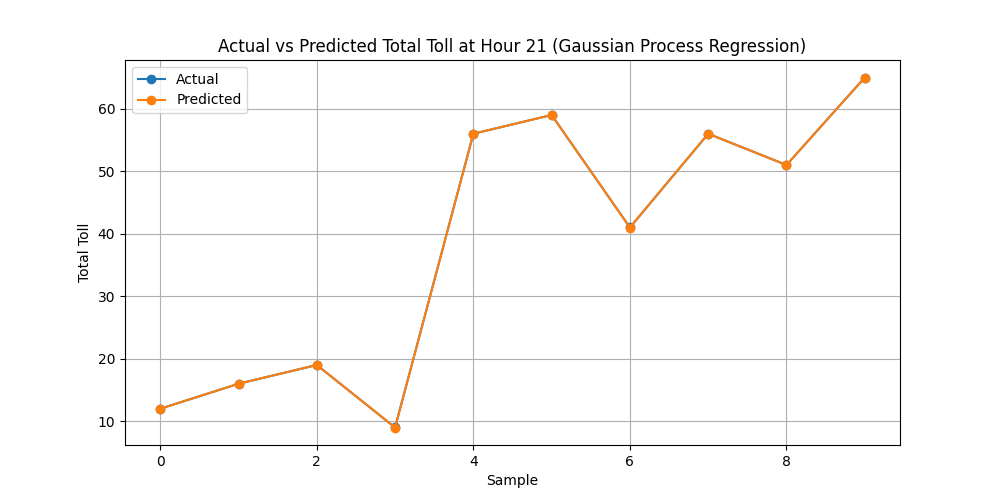 Actual vs Predicted Total Toll at Hour 21 (Gaussian Process Regression)
Actual
Predicted
60
50
40
30
20
10
Total Toll
0 2 4 6 8
Sample